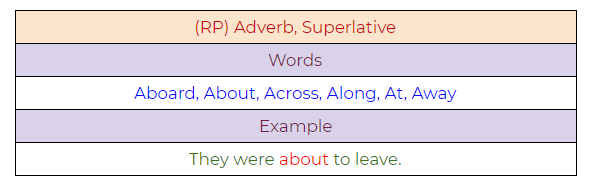 (RP) Adverb, Superlative
Words
Aboard, About, Across, Along, At, Away
Example
They were about to leave.